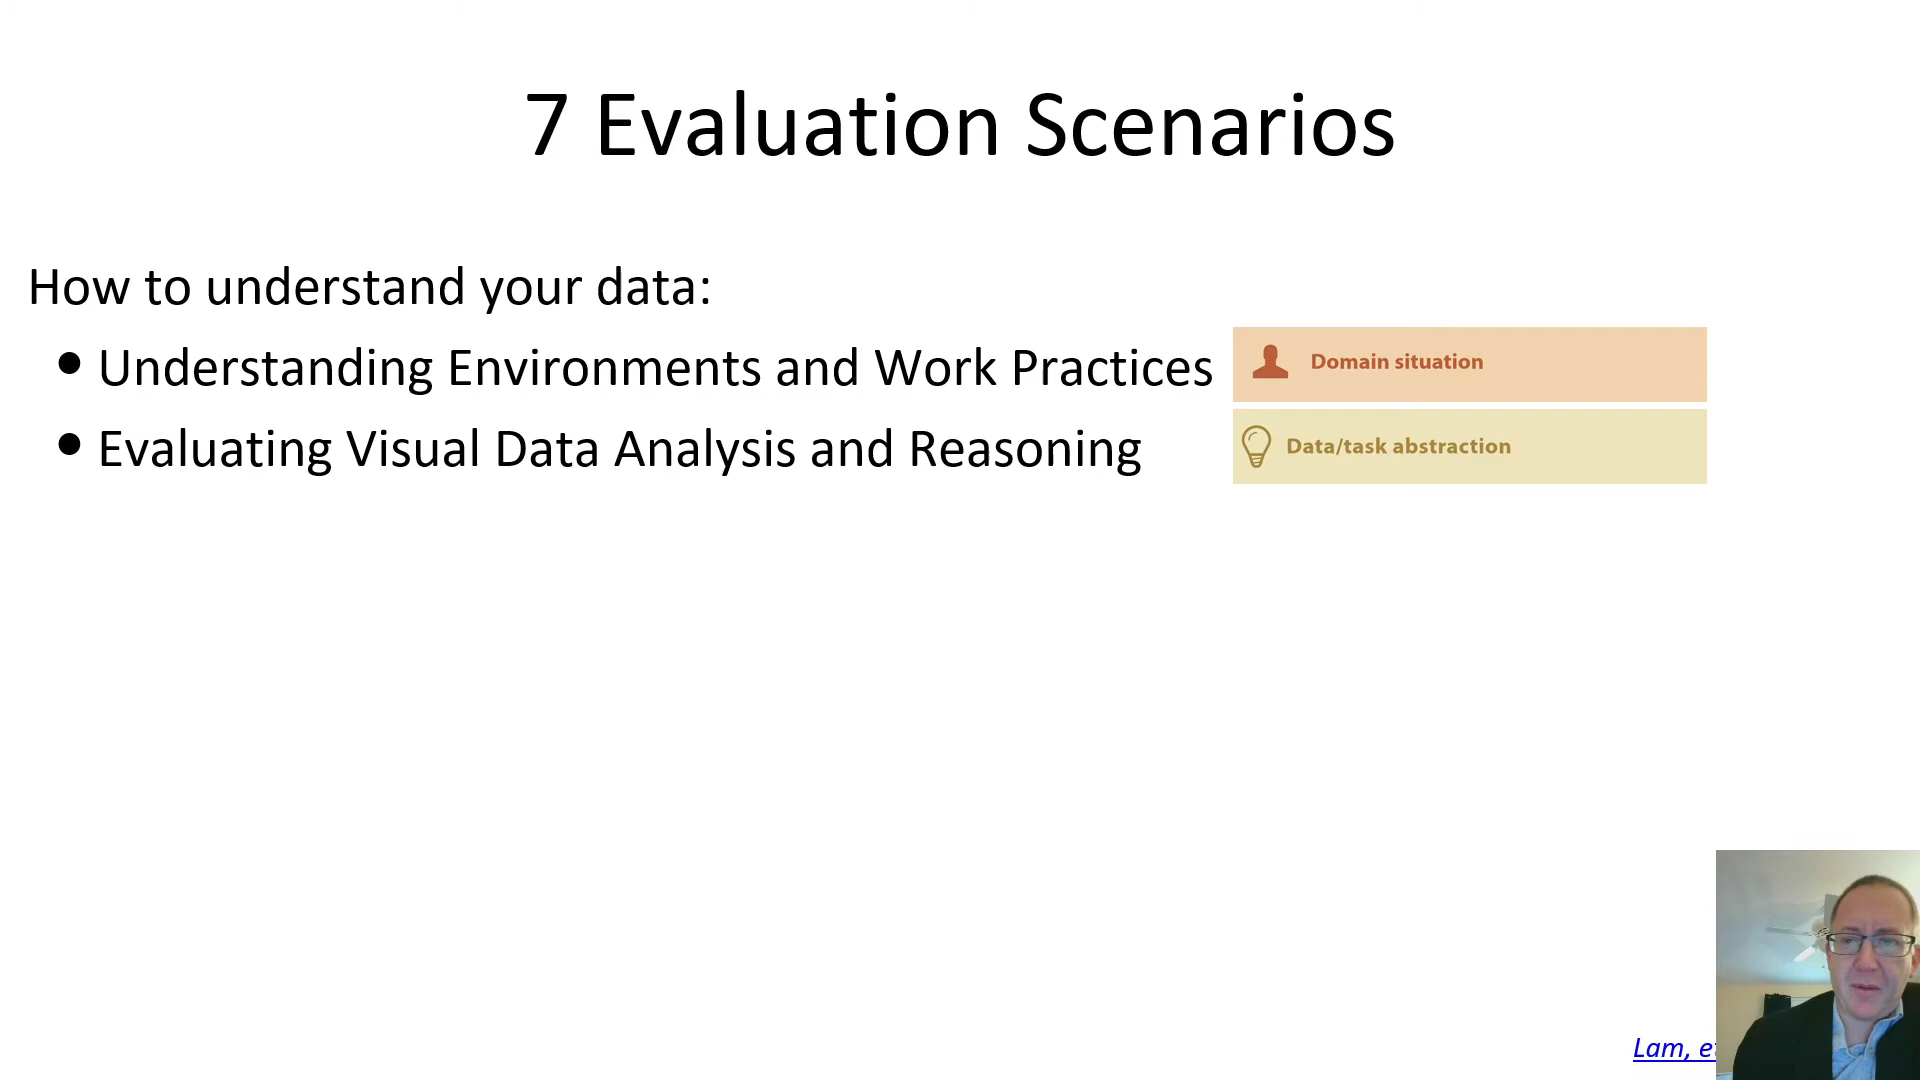 7 Evaluation Scenarios
How to understand your data:
• Understanding Environments and Work Practices
Domain situation
• Evaluating Visual Data Analysis and Reasoning
Data/task abstraction
Lam,